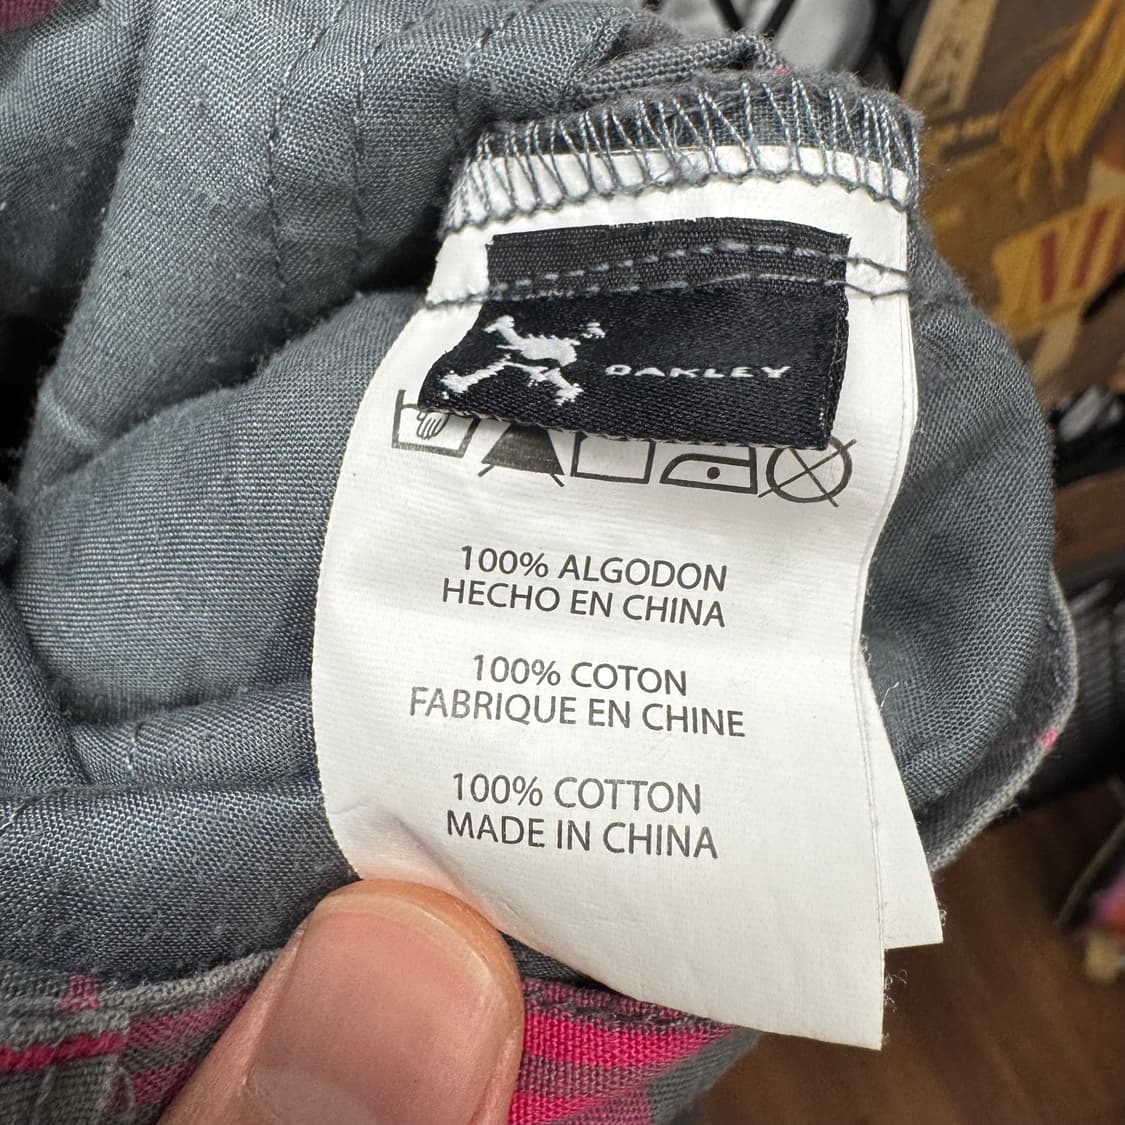 OAKLEY
100% ALGODON
HECHO EN CHINA
100% COTON
FABRIQUE EN CHINE
100% COTTON
MADE IN CHINA